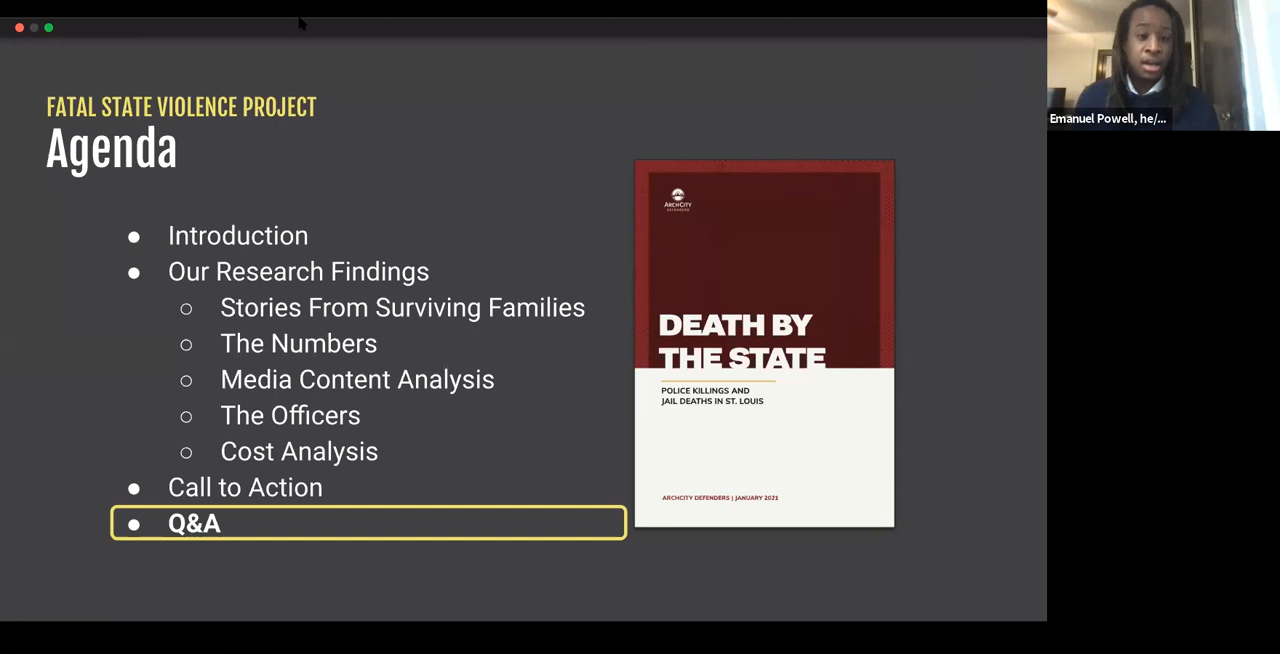 FATAL STATE VIOLENCE PROJECT
Agenda
● Introduction
● Our Research Findings
○ Stories From Surviving Families
○ The Numbers
○ Media Content Analysis
○ The Officers
○ Cost Analysis
● Call to Action
● Q&A
ARCHCITY
DEFENDERS
DEATH BY
THE STATE
POLICE KILLINGS AND
JAIL DEATHS IN ST. LOUIS
ARCHCITY DEFENDERS | JANUARY 2021
Emanuel Powell, he/...